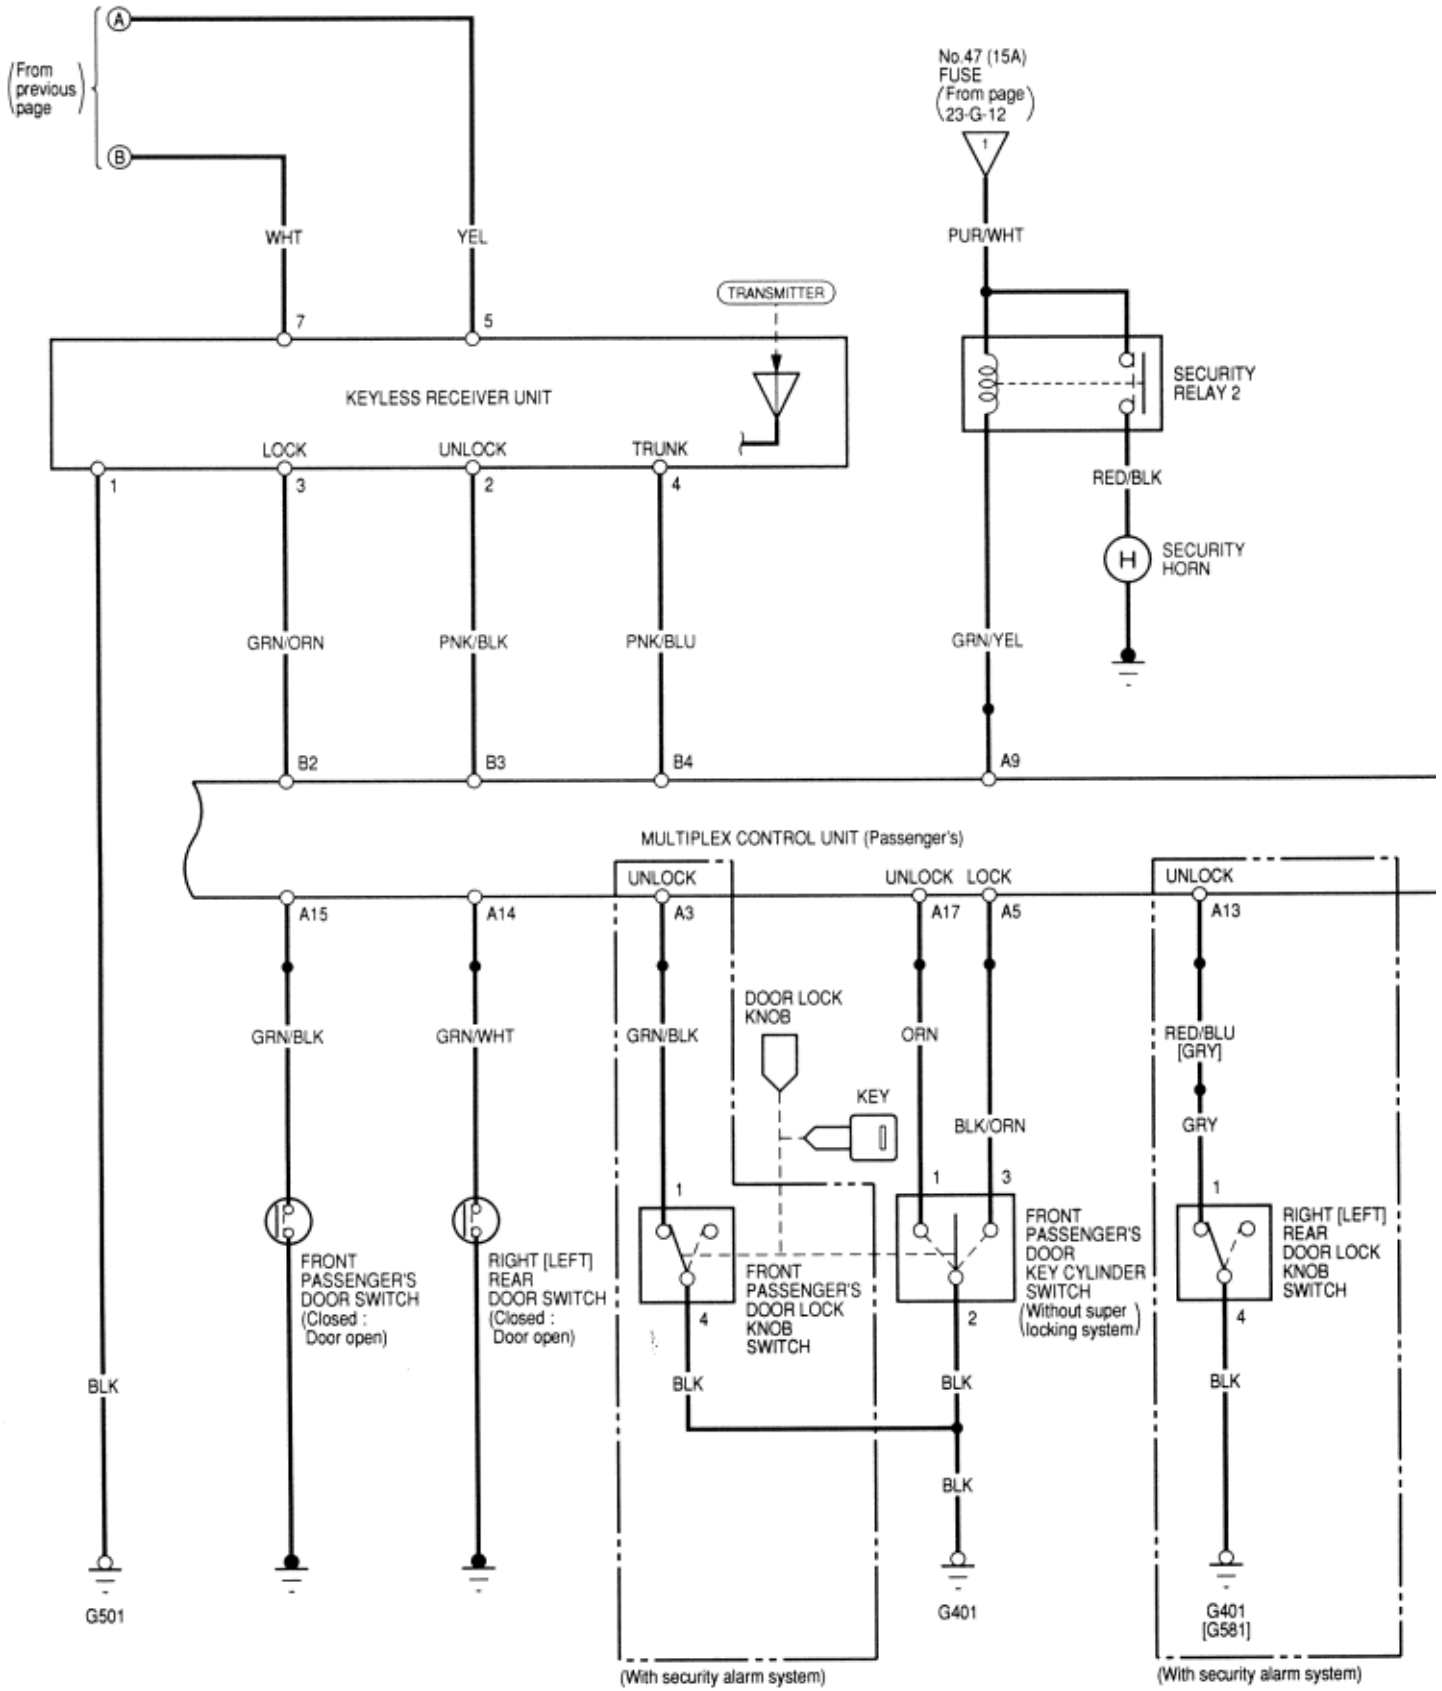 A
(From
previous
page)
B
No.47 (15A)
FUSE
(From page
23-G-12)
1
WHT
YEL
PUR/WHT
TRANSMITTER
7
5
KEYLESS RECEIVER UNIT
SECURITY
RELAY 2
LOCK
UNLOCK
TRUNK
1
3
2
4
RED/BLK
H
SECURITY
HORN
GRN/ORN
PNK/BLK
PNK/BLU
GRN/YEL
B2
B3
B4
A9
MULTIPLEX CONTROL UNIT (Passenger's)
UNLOCK
UNLOCK
LOCK
UNLOCK
A15
A14
A3
A17
A5
A13
DOOR LOCK
KNOB
GRN/BLK
GRN/WHT
GRN/BLK
ORN
RED/BLU
[GRY]
KEY
BLK/ORN
GRY
1
1
3
1
FRONT
PASSENGER'S
DOOR SWITCH
(Closed :
Door open)
RIGHT [LEFT]
REAR
DOOR SWITCH
(Closed :
Door open)
FRONT
PASSENGER'S
DOOR LOCK
KNOB
SWITCH
FRONT
PASSENGER'S
DOOR
KEY CYLINDER
SWITCH
(Without super
locking system)
RIGHT [LEFT]
REAR
DOOR LOCK
KNOB
SWITCH
4
2
4
BLK
BLK
BLK
BLK
BLK
G501
G401
G401
[G581]
(With security alarm system)
(With security alarm system)